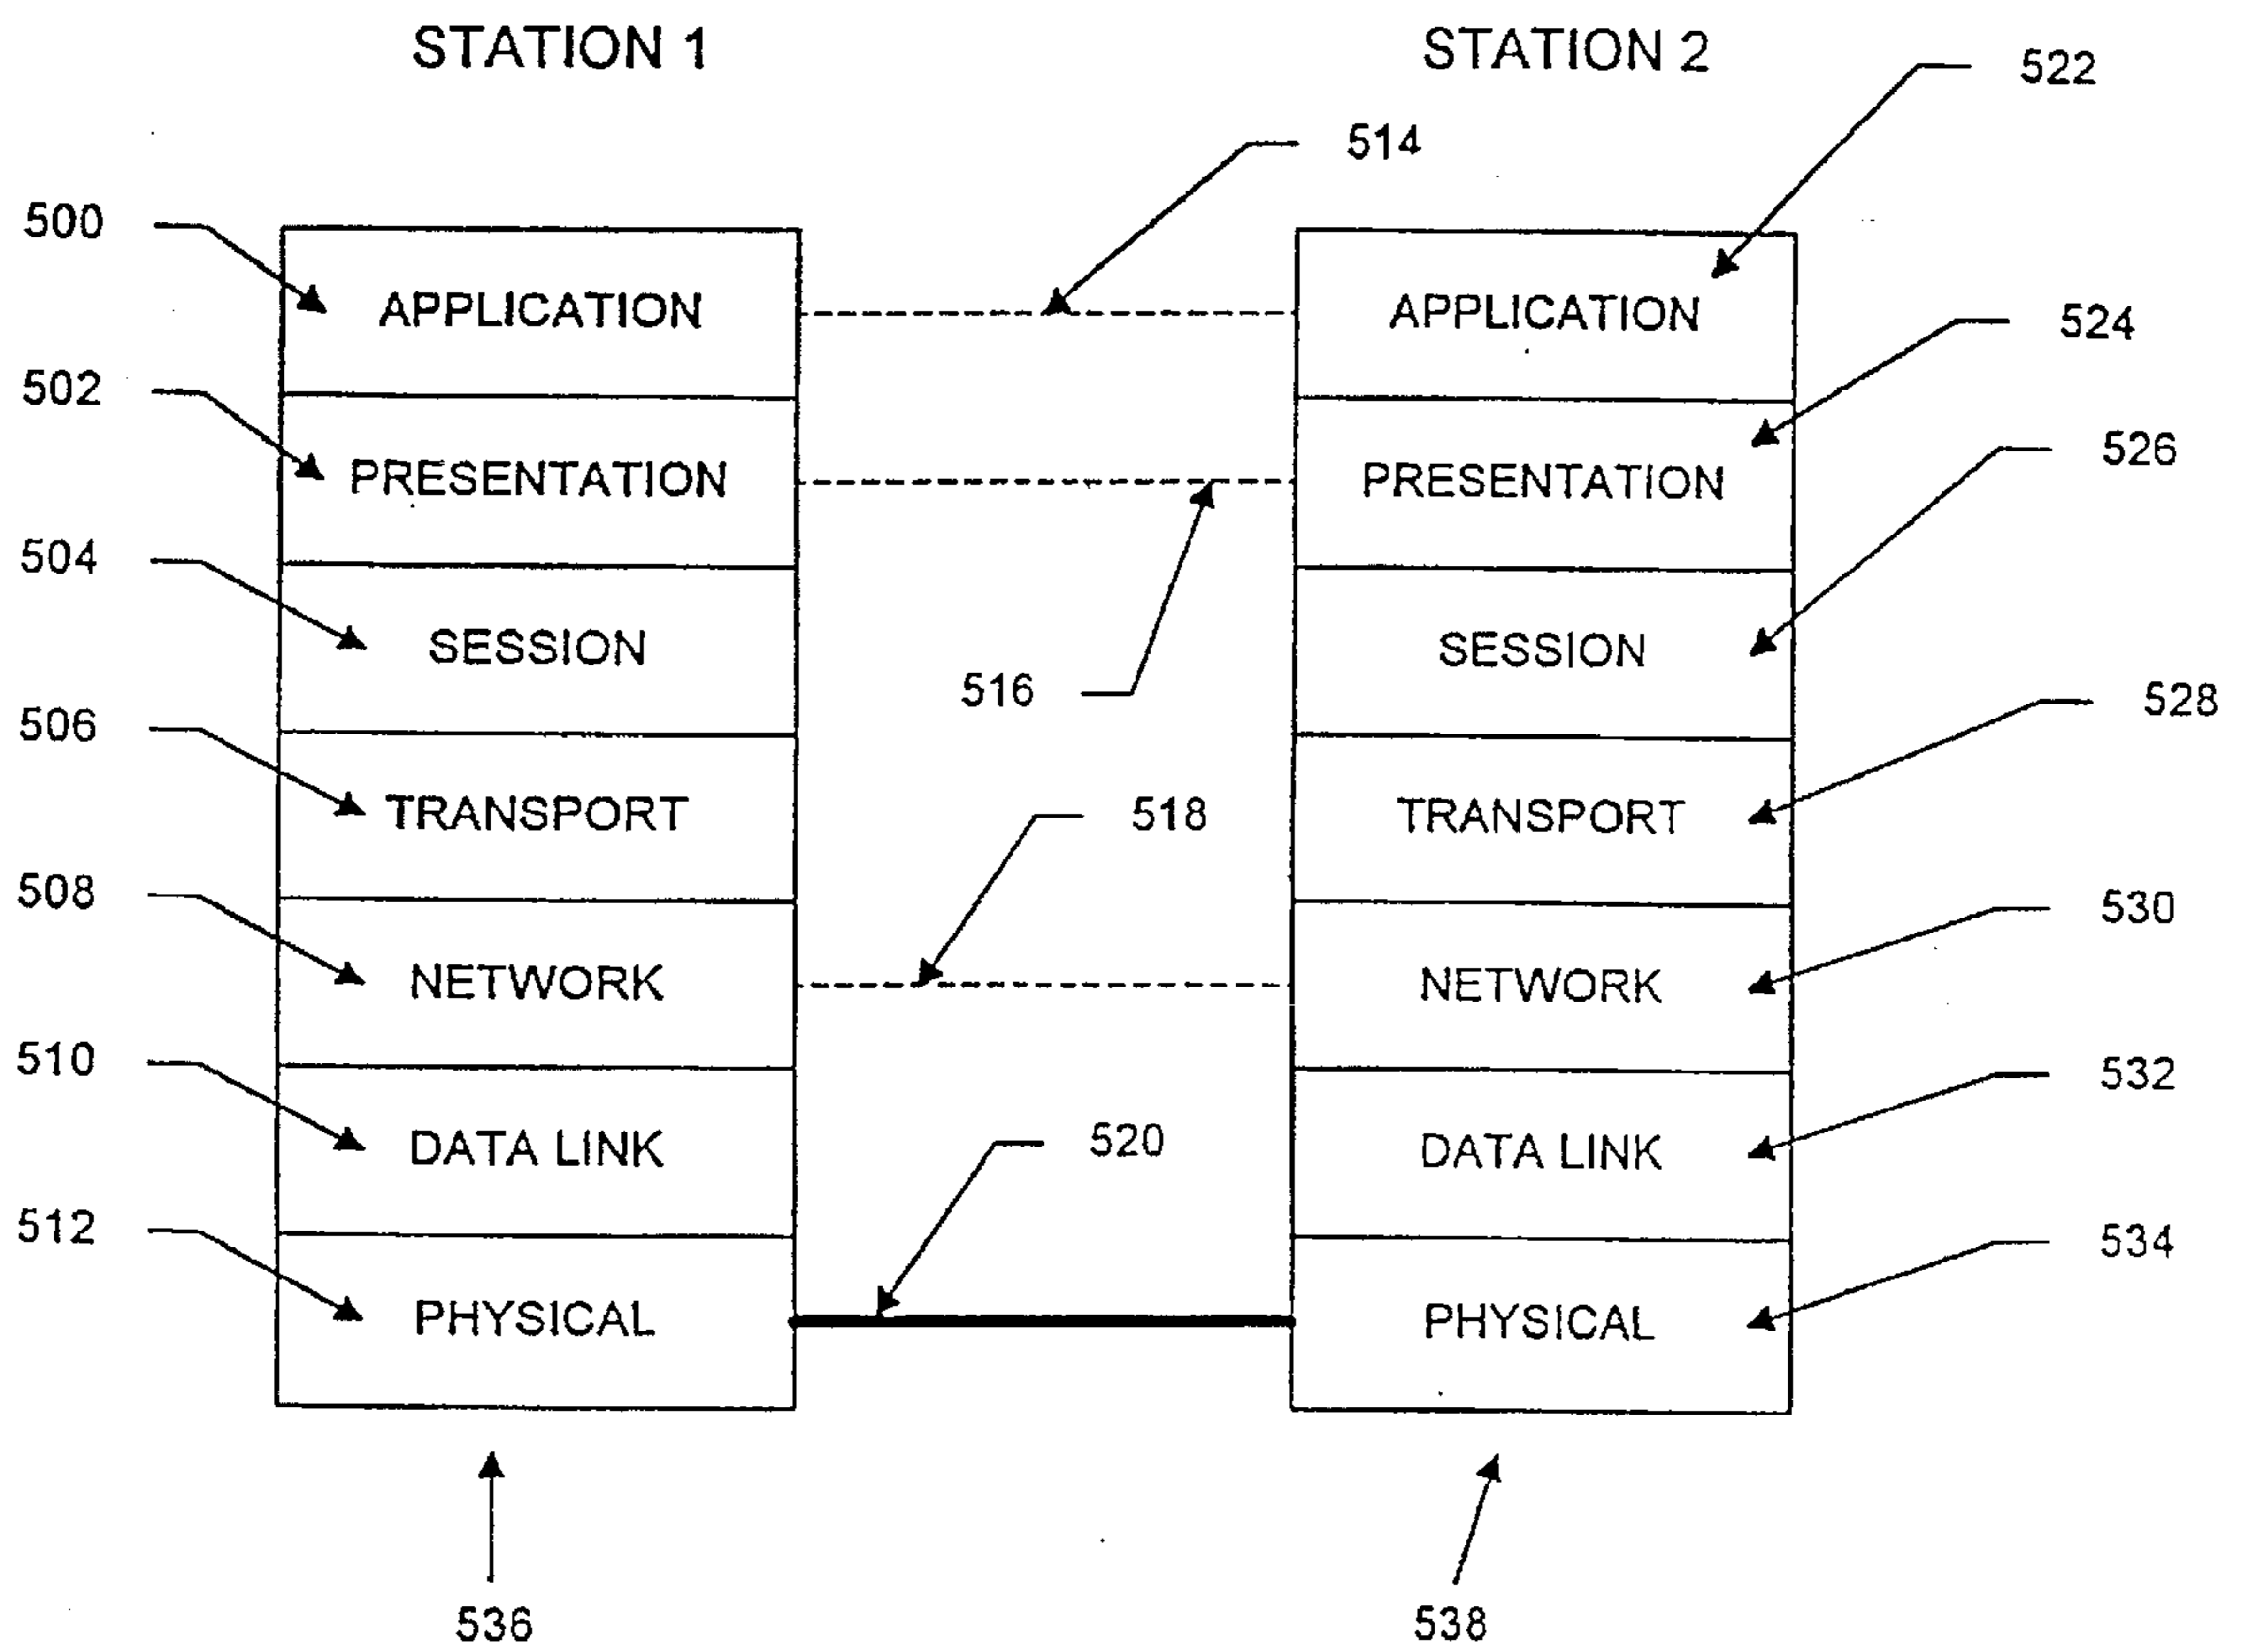 STATION 1
STATION 2
522
514
500
APPLICATION
APPLICATION
524
502
PRESENTATION
PRESENTATION
526
504
SESSION
SESSION
516
528
506
TRANSPORT
518
TRANSPORT
508
NETWORK
NETWORK
530
510
DATA LINK
520
DATA LINK
532
512
PHYSICAL
PHYSICAL
534
536
538